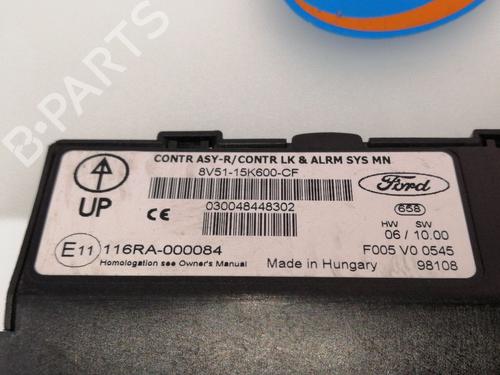 B-PARTS
CONTR ASY-R/CONTR LK & ALRM SYS MN
8V51-15K600-CF
Ford
UP
CE
030048448302
658
HW SW
06 / 10.00
E11 116RA-000084
F005 V0 0545
Homologation see Owner's Manual
Made in Hungary
98108